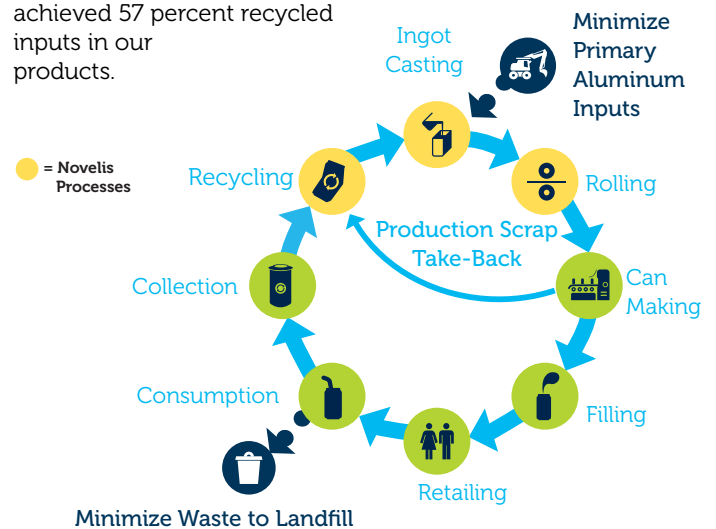 achieved 57 percent recycled
inputs in our
products.
Ingot
Casting
Minimize
Primary
Aluminum
Inputs
= Novelis
Processes
Recycling
Rolling
Production Scrap
Take-Back
Collection
Can
Making
Consumption
Filling
Retailing
Minimize Waste to Landfill